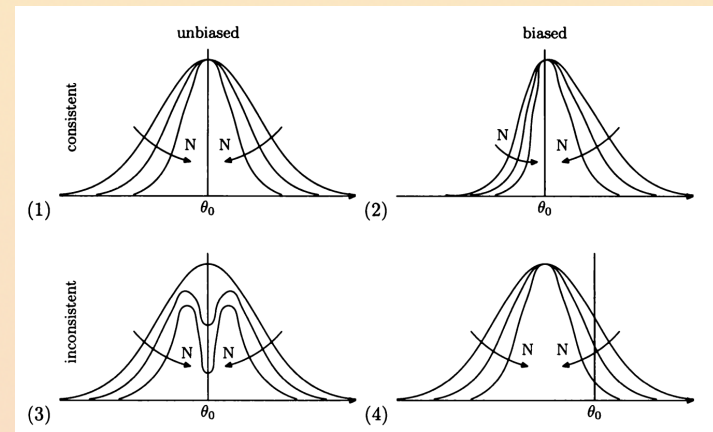 unbiased
biased
consistent
N N
N N
(1) θ₀
(2) θ₀
inconsistent
N N
N N
(3) θ₀
(4) θ₀